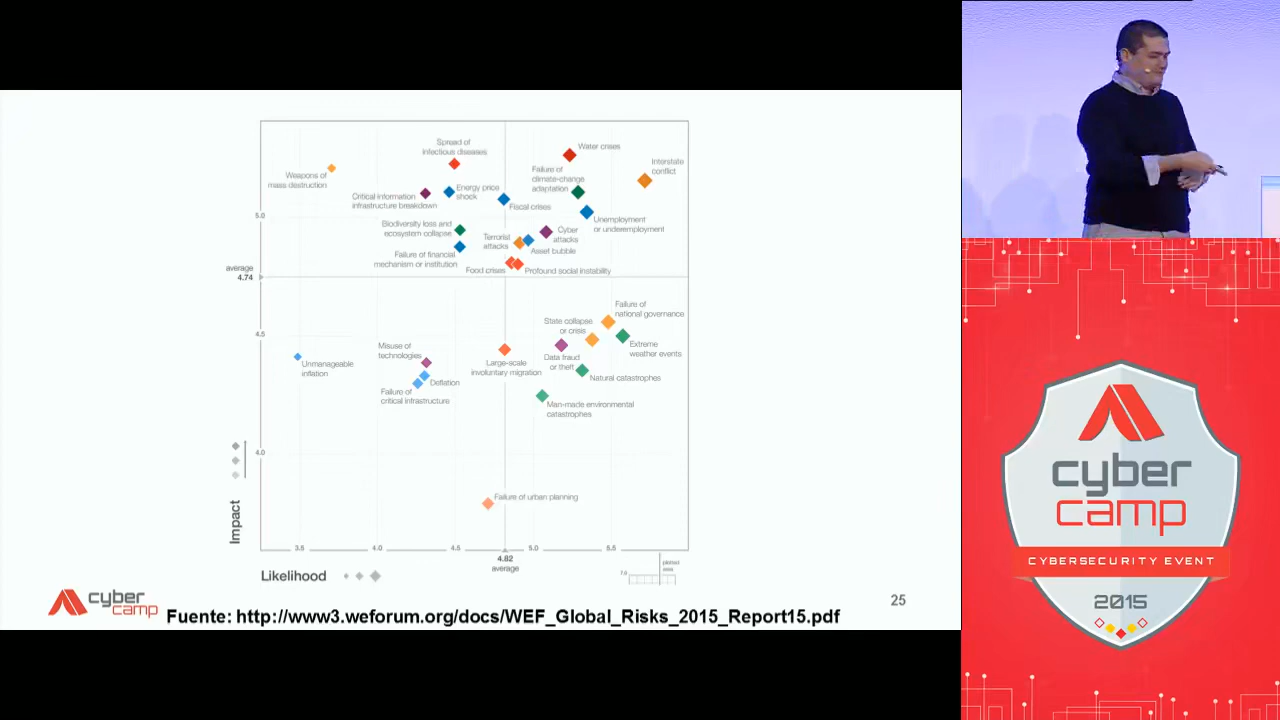 Spread of
infectious diseases
Water crises
Weapons of
mass destruction
Failure of
climate-change
adaptation
Interstate
conflict
Critical information
infrastructure breakdown
Energy price
shock
Fiscal crises
5.0
Unemployment
or underemployment
Biodiversity loss and
ecosystem collapse
Terrorist
attacks
Cyber
attacks
Asset bubble
Failure of financial
mechanism or institution
Food crises
Profound social instability
average
4.74
Failure of
national governance
State collapse
or crisis
4.5
Extreme
weather events
Misuse of
technologies
Unmanageable
inflation
Large-scale
involuntary migration
Data fraud
or theft
Natural catastrophes
Deflation
Failure of
critical infrastructure
Man-made environmental
catastrophes
4.0
Failure of urban planning
Impact
3.5
4.0
4.5
5.0
5.5
4.82
average
Likelihood
plotted
area
7.0
25
cyber
camp
Fuente: http://www3.weforum.org/docs/WEF_Global_Risks_2015_Report15.pdf
cyber
camp
CYBERSECURITY EVENT
2015